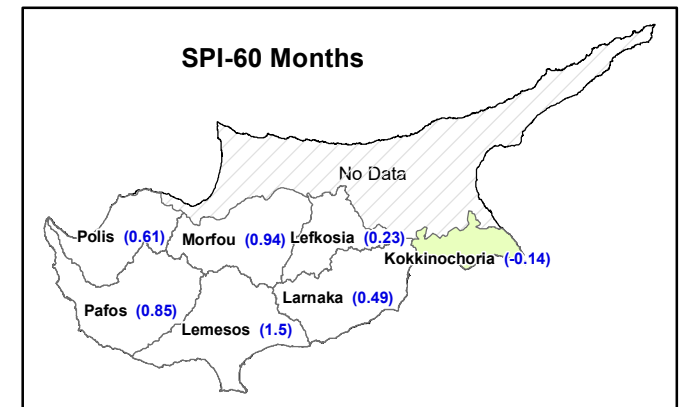 SPI-60 Months
No Data
Polis (0.61)
Morfou (0.94)
Lefkosia (0.23)
Kokkinochoria (-0.14)
Pafos (0.85)
Larnaka (0.49)
Lemesos (1.5)